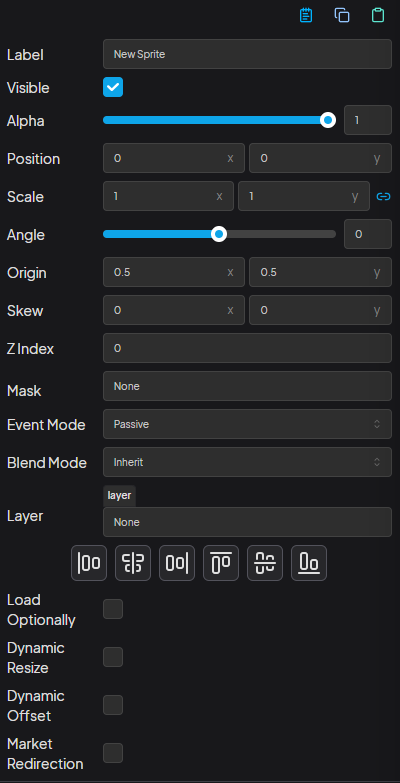 Label New Sprite
Visible
Alpha 1
Position 0 x 0 y
Scale 1 x 1 y
Angle 0
Origin 0.5 x 0.5 y
Skew 0 x 0 y
Z Index 0
Mask None
Event Mode Passive
Blend Mode Inherit
layer
Layer None
Load
Optionally
Dynamic
Resize
Dynamic
Offset
Market
Redirection